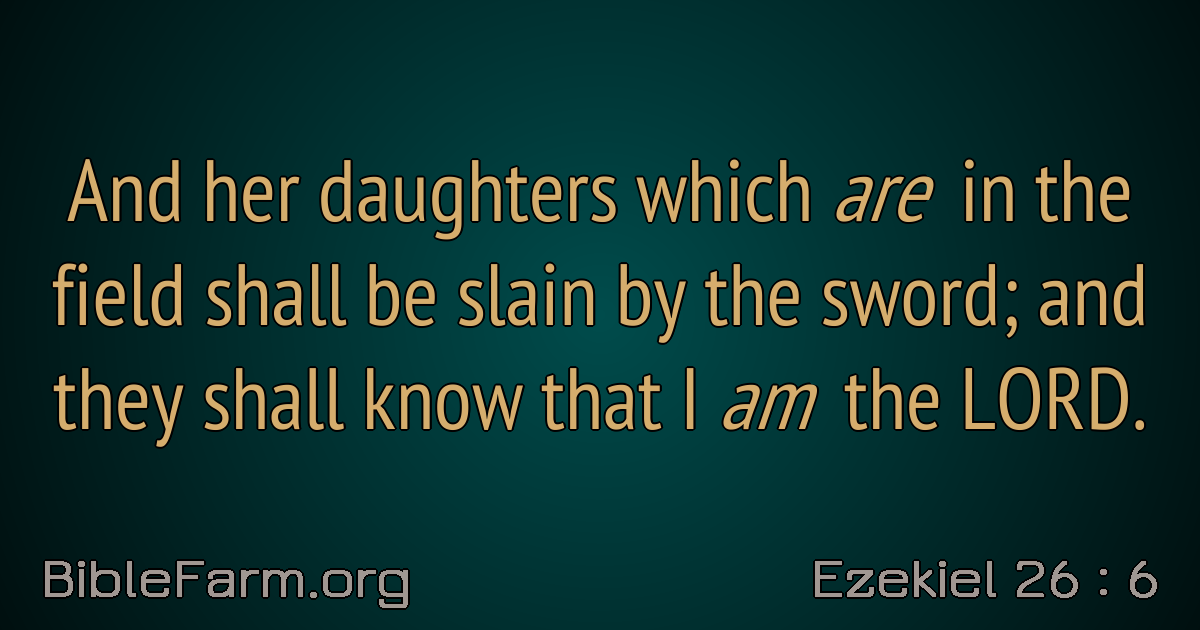 And her daughters which are in the
field shall be slain by the sword; and
they shall know that I am the LORD.
BibleFarm.org
Ezekiel 26 : 6